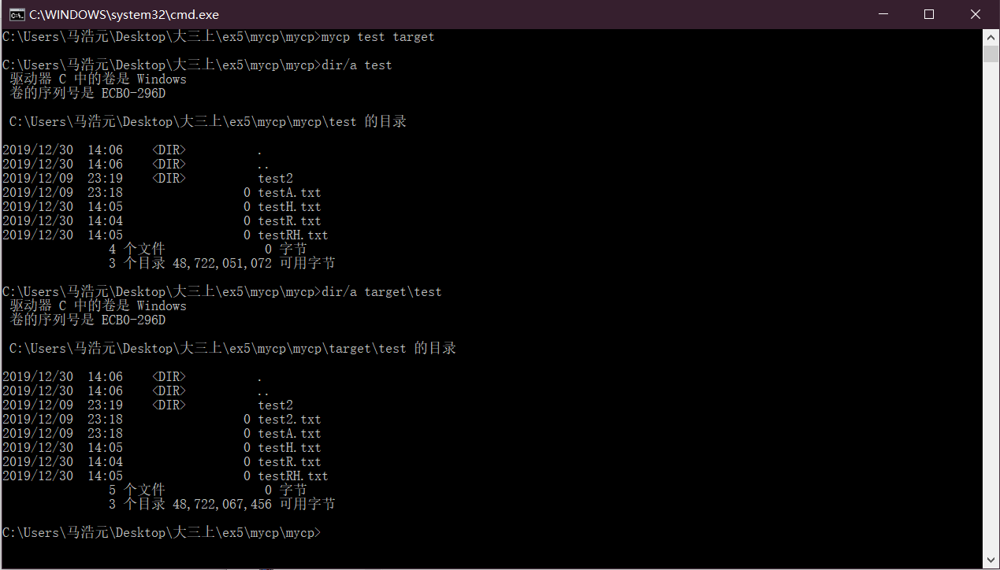 C:\WINDOWS\system32\cmd.exe
C:\Users\马浩元\Desktop\大三上\ex5\mycp\mycp>mycp test target
C:\Users\马浩元\Desktop\大三上\ex5\mycp\mycp>dir/a test
驱动器 C 中的卷是 Windows
卷的序列号是 ECB0-296D
C:\Users\马浩元\Desktop\大三上\ex5\mycp\mycp\test 的目录
2019/12/30  14:06    <DIR>          .
2019/12/30  14:06    <DIR>          ..
2019/12/09  23:19    <DIR>          test2
2019/12/09  23:18                 0 testA.txt
2019/12/30  14:05                 0 testH.txt
2019/12/30  14:04                 0 testR.txt
2019/12/30  14:05                 0 testRH.txt
4 个文件              0 字节
3 个目录 48,722,051,072 可用字节
C:\Users\马浩元\Desktop\大三上\ex5\mycp\mycp>dir/a target\test
驱动器 C 中的卷是 Windows
卷的序列号是 ECB0-296D
C:\Users\马浩元\Desktop\大三上\ex5\mycp\mycp\target\test 的目录
2019/12/30  14:06    <DIR>          .
2019/12/30  14:06    <DIR>          ..
2019/12/09  23:19    <DIR>          test2
2019/12/09  23:18                 0 test2.txt
2019/12/09  23:18                 0 testA.txt
2019/12/30  14:05                 0 testH.txt
2019/12/30  14:04                 0 testR.txt
2019/12/30  14:05                 0 testRH.txt
5 个文件              0 字节
3 个目录 48,722,067,456 可用字节
C:\Users\马浩元\Desktop\大三上\ex5\mycp\mycp>